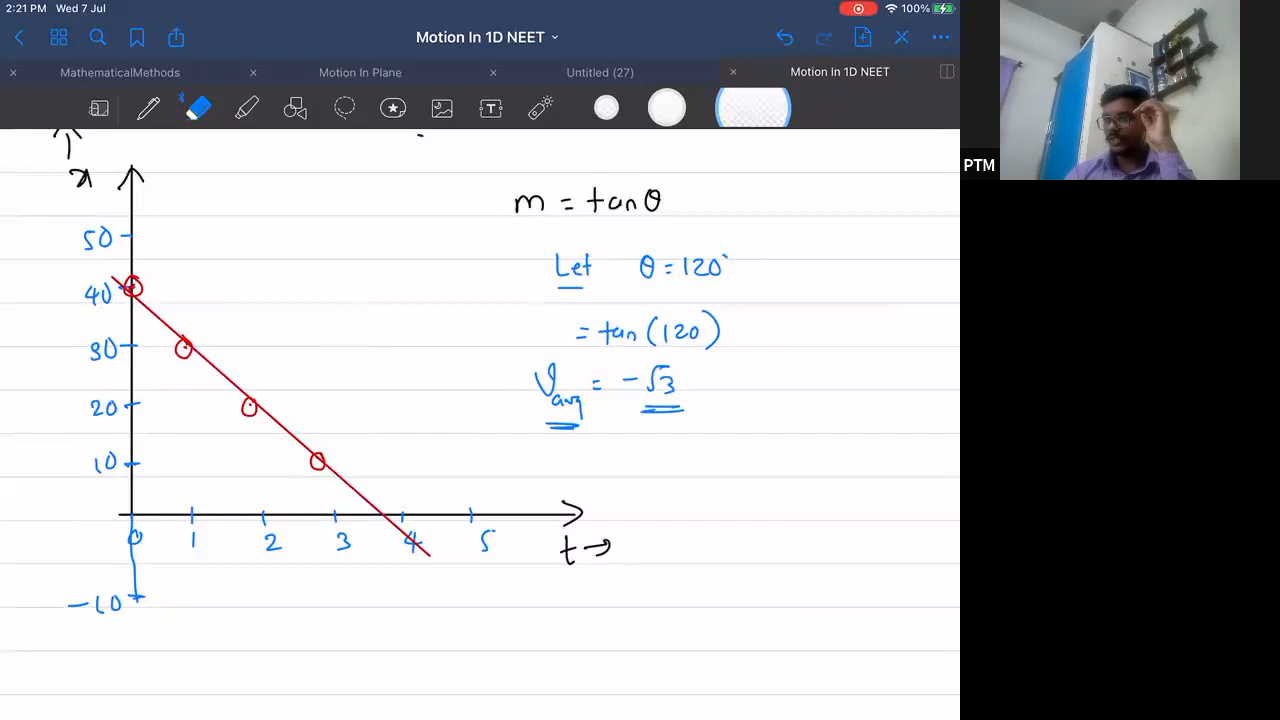 2:21 PM Wed 7 Jul
100%
Motion In 1D NEET
MathematicalMethods
Motion In Plane
Untitled (27)
Motion In 1D NEET
PTM
x
50
40
30
20
10
0 1 2 3 4 5
t →
-10
m = tanθ
Let θ = 120°
= tan (120)
Vavg = -√3